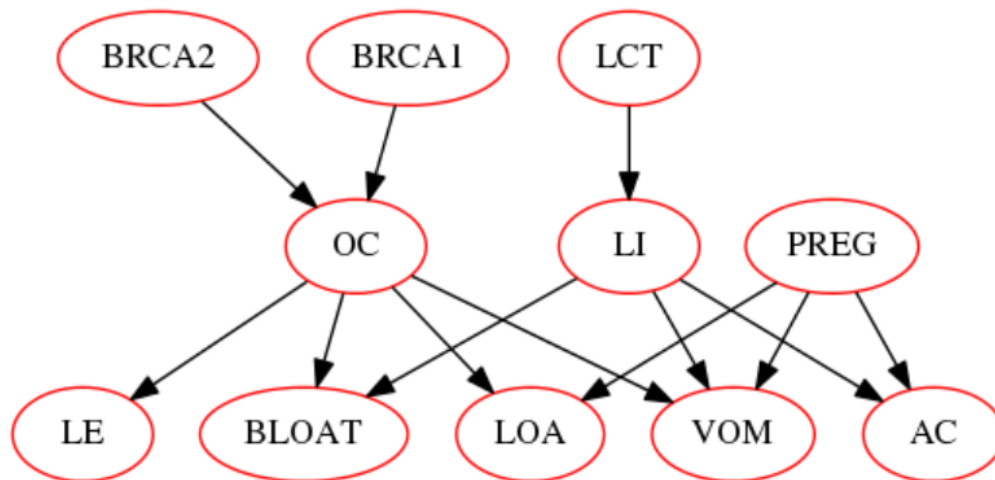 BRCA2 BRCA1 LCT
OC LI PREG
LE BLOAT LOA VOM AC